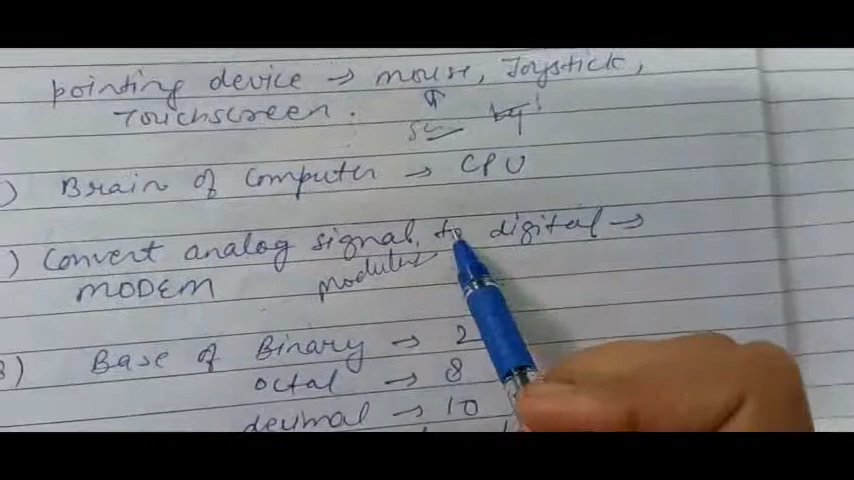 pointing device → mouse, Joystick,
Touchscreen.
) Brain of Computer → CPU
) Convert analog signal to digital →
MODEM
3) Base of Binary → 2
octal → 8
decimal → 10